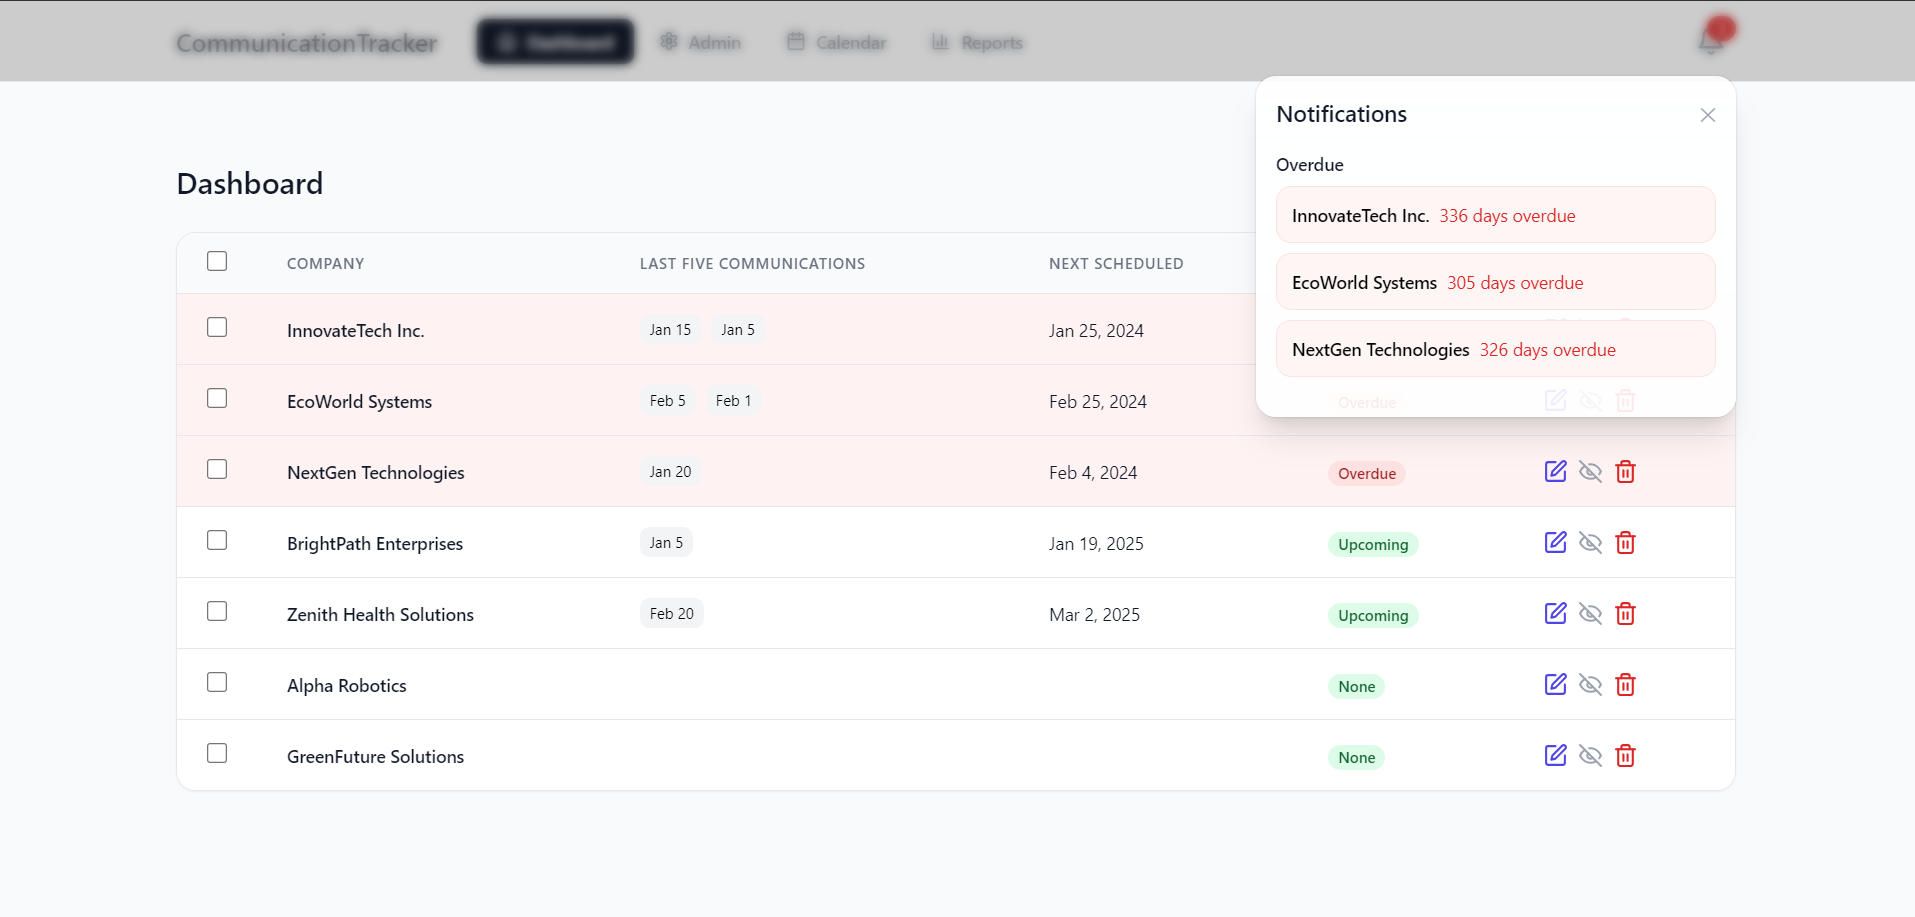 CommunicationTracker Dashboard Admin Calendar Reports
Notifications
Overdue
InnovateTech Inc. 336 days overdue
EcoWorld Systems 305 days overdue
NextGen Technologies 326 days overdue
Dashboard
COMPANY LAST FIVE COMMUNICATIONS NEXT SCHEDULED
InnovateTech Inc. Jan 15 Jan 5 Jan 25, 2024
EcoWorld Systems Feb 5 Feb 1 Feb 25, 2024 Overdue
NextGen Technologies Jan 20 Feb 4, 2024 Overdue
BrightPath Enterprises Jan 5 Jan 19, 2025 Upcoming
Zenith Health Solutions Feb 20 Mar 2, 2025 Upcoming
Alpha Robotics None
GreenFuture Solutions None